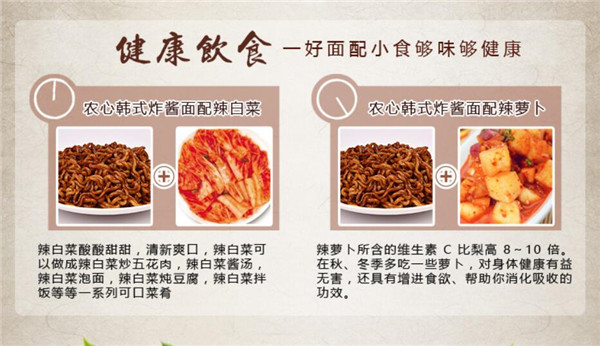 健康飲食 一好面配小食够味够健康
农心韩式炸酱面配辣白菜
辣白菜酸酸甜甜，清新爽口，辣白菜可
以做成辣白菜炒五花肉，辣白菜酱汤，
辣白菜泡面，辣白菜炖豆腐，辣白菜拌
饭等等一系列可口菜肴
农心韩式炸酱面配辣萝卜
辣萝卜所含的维生素 C 比梨高 8～10 倍。
在秋、冬季多吃一些萝卜，对身体健康有益
无害，还具有增进食欲、帮助你消化吸收的
功效。